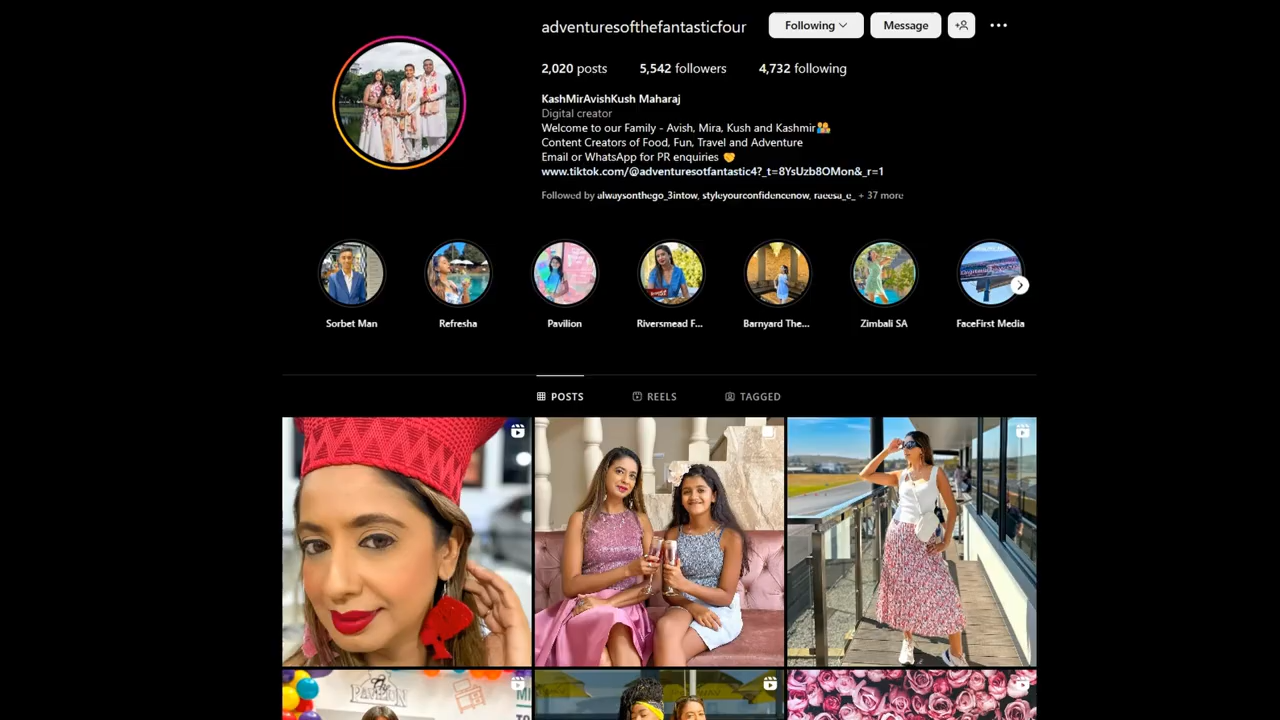 adventuresofthefantasticfour
Following
Message
2,020 posts 5,542 followers 4,732 following
KashMirAvishKush Maharaj
Digital creator
Welcome to our Family - Avish, Mira, Kush and Kashmir
Content Creators of Food, Fun, Travel and Adventure
Email or WhatsApp for PR enquiries
www.tiktok.com/@adventuresotfantastic4?_t=8YsUzb8OMon&_r=1
Followed by alwaysonthego_3intow, styleyourconfidencenow, raeesa_e_ + 37 more
Sorbet Man
Refresha
Pavilion
Riversmead F...
Barnyard The...
Zimbali SA
FaceFirst Media
POSTS
REELS
TAGGED
PAVILION